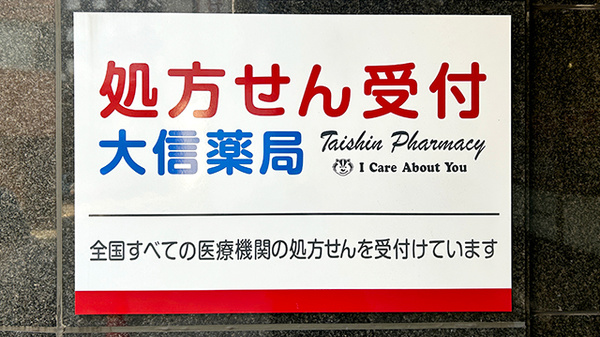 処方せん受付
大信薬局 Taishin Pharmacy
I Care About You
全国すべての医療機関の処方せんを受付けています